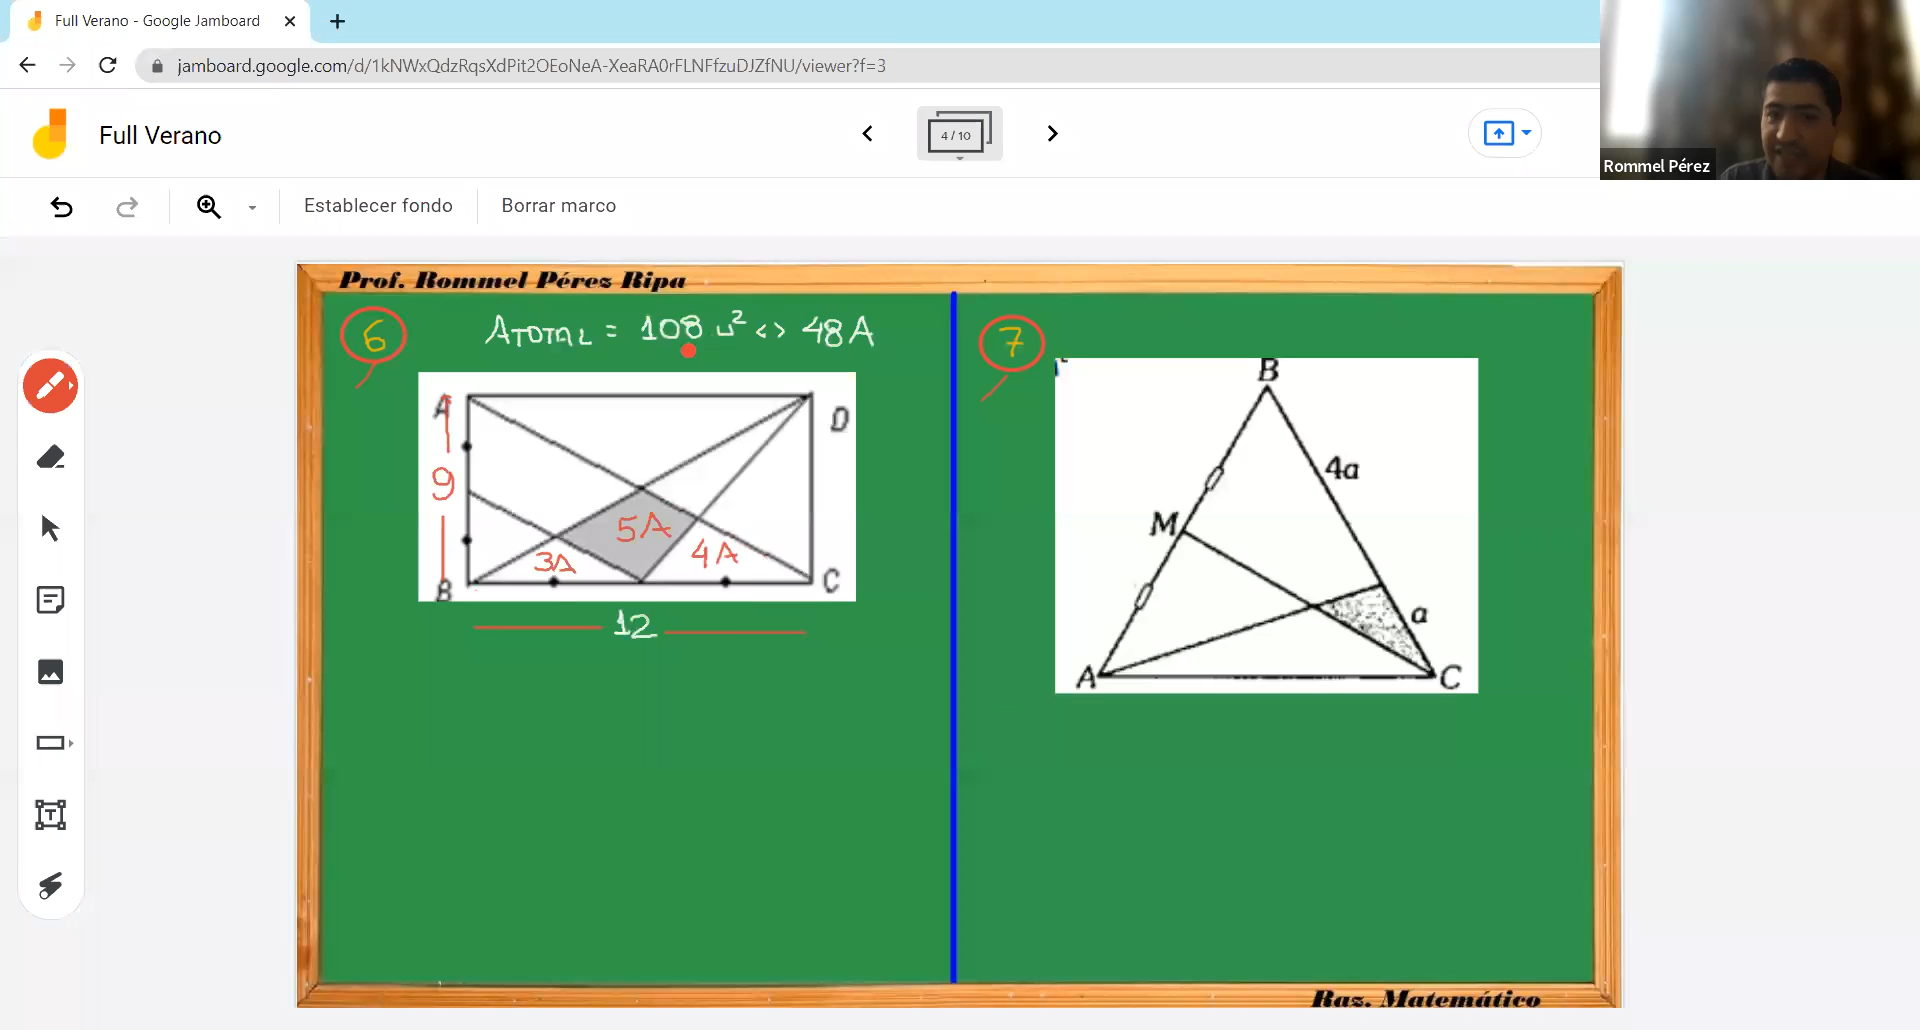 Full Verano - Google Jamboard
jamboard.google.com/d/1kNWxQdzRqsXdPit2OEoNeA-XeaRA0rFLNFfzuDJZfNU/viewer?f=3
Full Verano
4 / 10
Rommel Pérez
Establecer fondo
Borrar marco
Prof. Rommel Pérez Ripa
6
ATOTAL = 108 u² <> 48A
A
D
9
5A
3A
4A
B
C
12
7
B
4a
M
a
A
C
Raz. Matemático